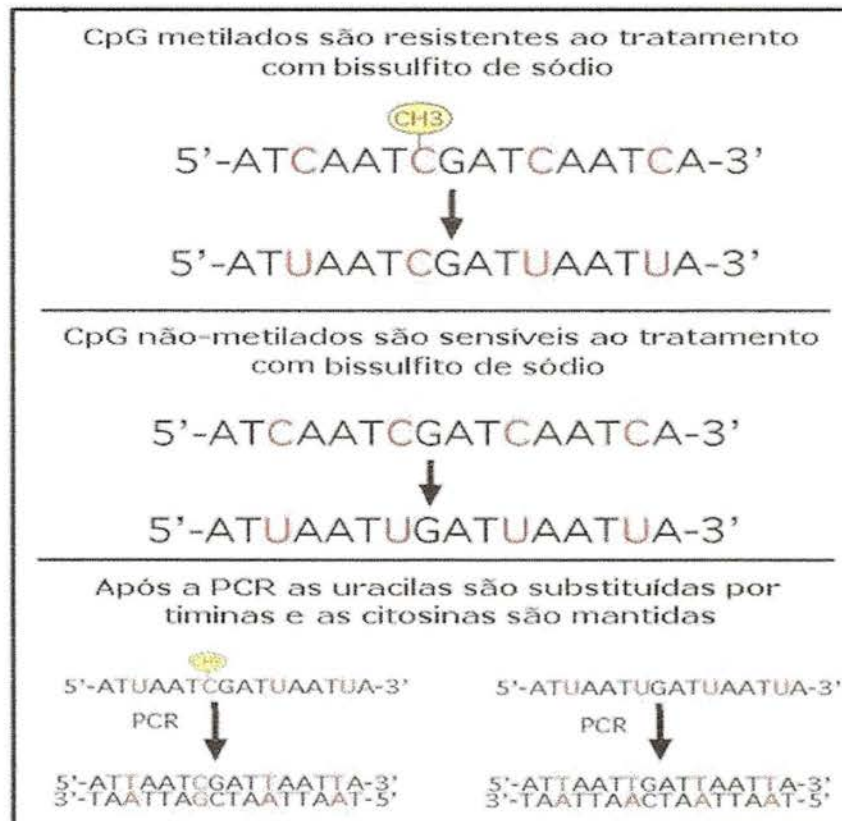 CpG metilados são resistentes ao tratamento
com bissulfito de sódio
CH3
5'-ATCAATCGATCAATCA-3'
5'-ATUAATCGATUAATUA-3'
CpG não-metilados são sensíveis ao tratamento
com bissulfito de sódio
5'-ATCAATCGATCAATCA-3'
5'-ATUAATUGATUAATUA-3'
Após a PCR as uracilas são substituídas por
timinas e as citosinas são mantidas
CH3
5'-ATUAATCGATUAATUA-3'
PCR
5'-ATTAATCGATTAATTA-3'
3'-TAATTAGCTAATTAAT-5'
5'-ATUAATUGATUAATUA-3'
PCR
5'-ATTAATTGATTAATTA-3'
3'-TAATTAACTAATTAAT-5'